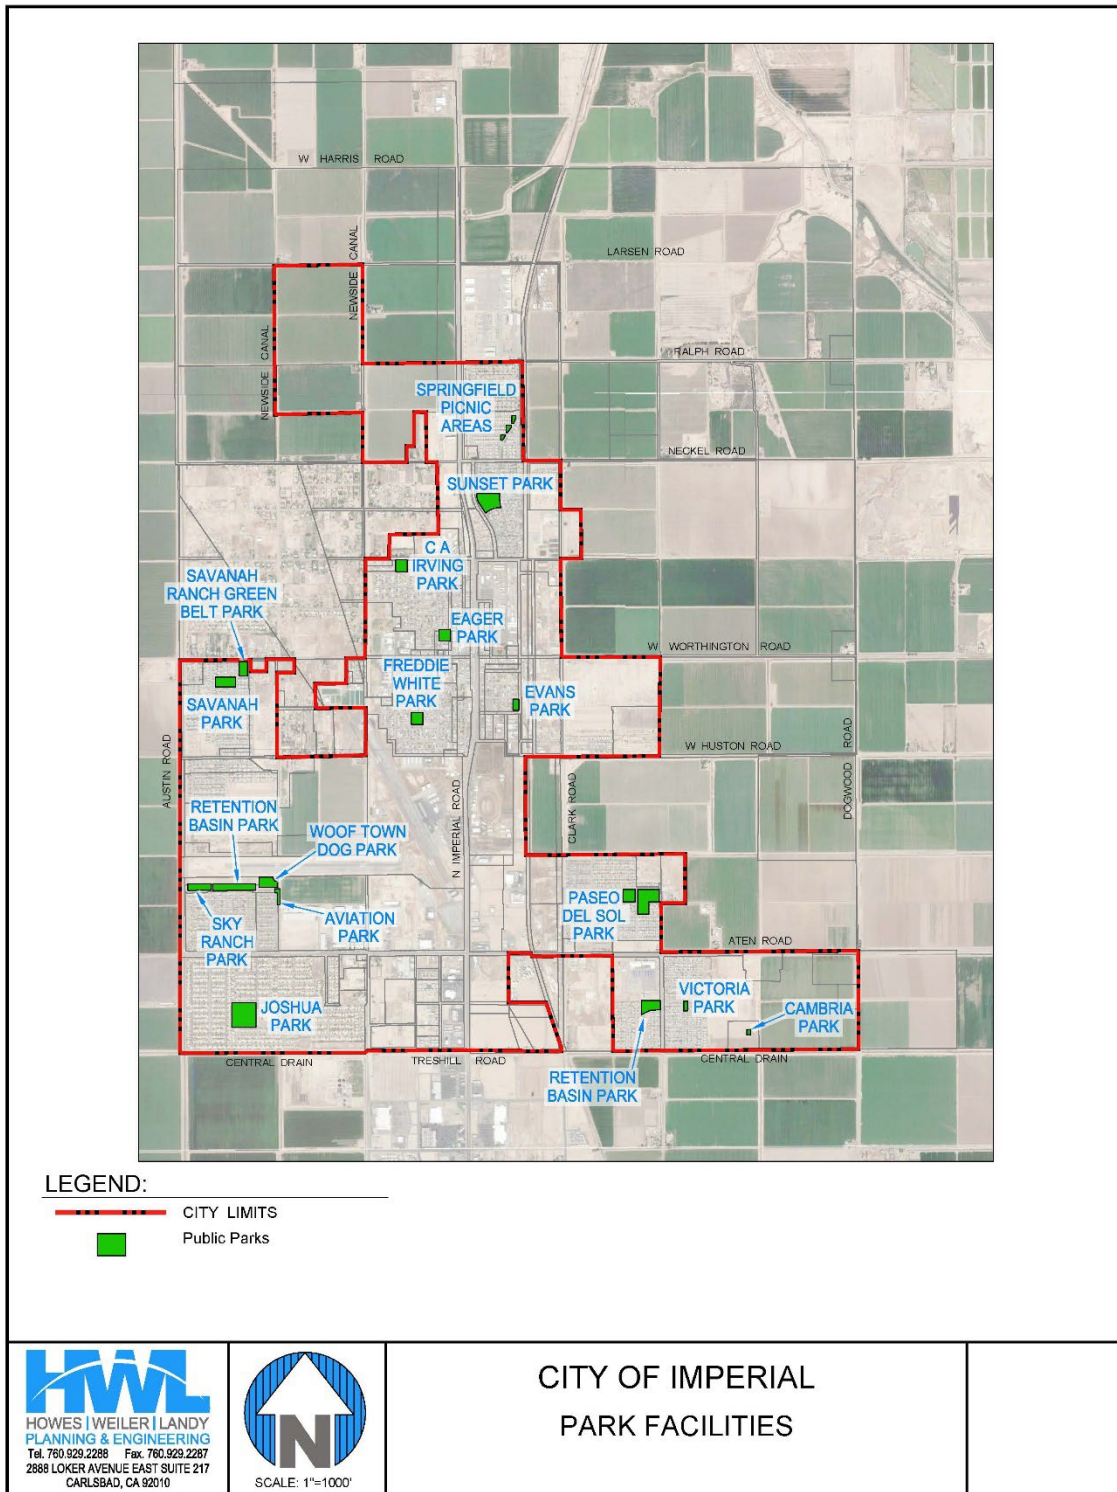 W HARRIS ROAD
LARSEN ROAD
NEWSIDE CANAL
NEWSIDE CANAL
RALPH ROAD
SPRINGFIELD
PICNIC
AREAS
NECKEL ROAD
SUNSET PARK
C A
IRVING
PARK
SAVANAH
RANCH GREEN
BELT PARK
EAGER
PARK
W WORTHINGTON ROAD
FREDDIE
WHITE
PARK
SAVANAH
PARK
EVANS
PARK
W HUSTON ROAD
AUSTIN ROAD
N IMPERIAL ROAD
CLARK ROAD
DOGWOOD ROAD
RETENTION
BASIN PARK
WOOF TOWN
DOG PARK
SKY
RANCH
PARK
AVIATION
PARK
PASEO
DEL SOL
PARK
ATEN ROAD
JOSHUA
PARK
VICTORIA
PARK
CAMBRIA
PARK
CENTRAL DRAIN
TRESHILL ROAD
CENTRAL DRAIN
RETENTION
BASIN PARK
LEGEND:
CITY LIMITS
Public Parks
HWL
HOWES | WEILER | LANDY
PLANNING & ENGINEERING
Tel. 760.929.2288 Fax. 760.929.2287
2888 LOKER AVENUE EAST SUITE 217
CARLSBAD, CA 92010
N
SCALE: 1"=1000'
CITY OF IMPERIAL
PARK FACILITIES